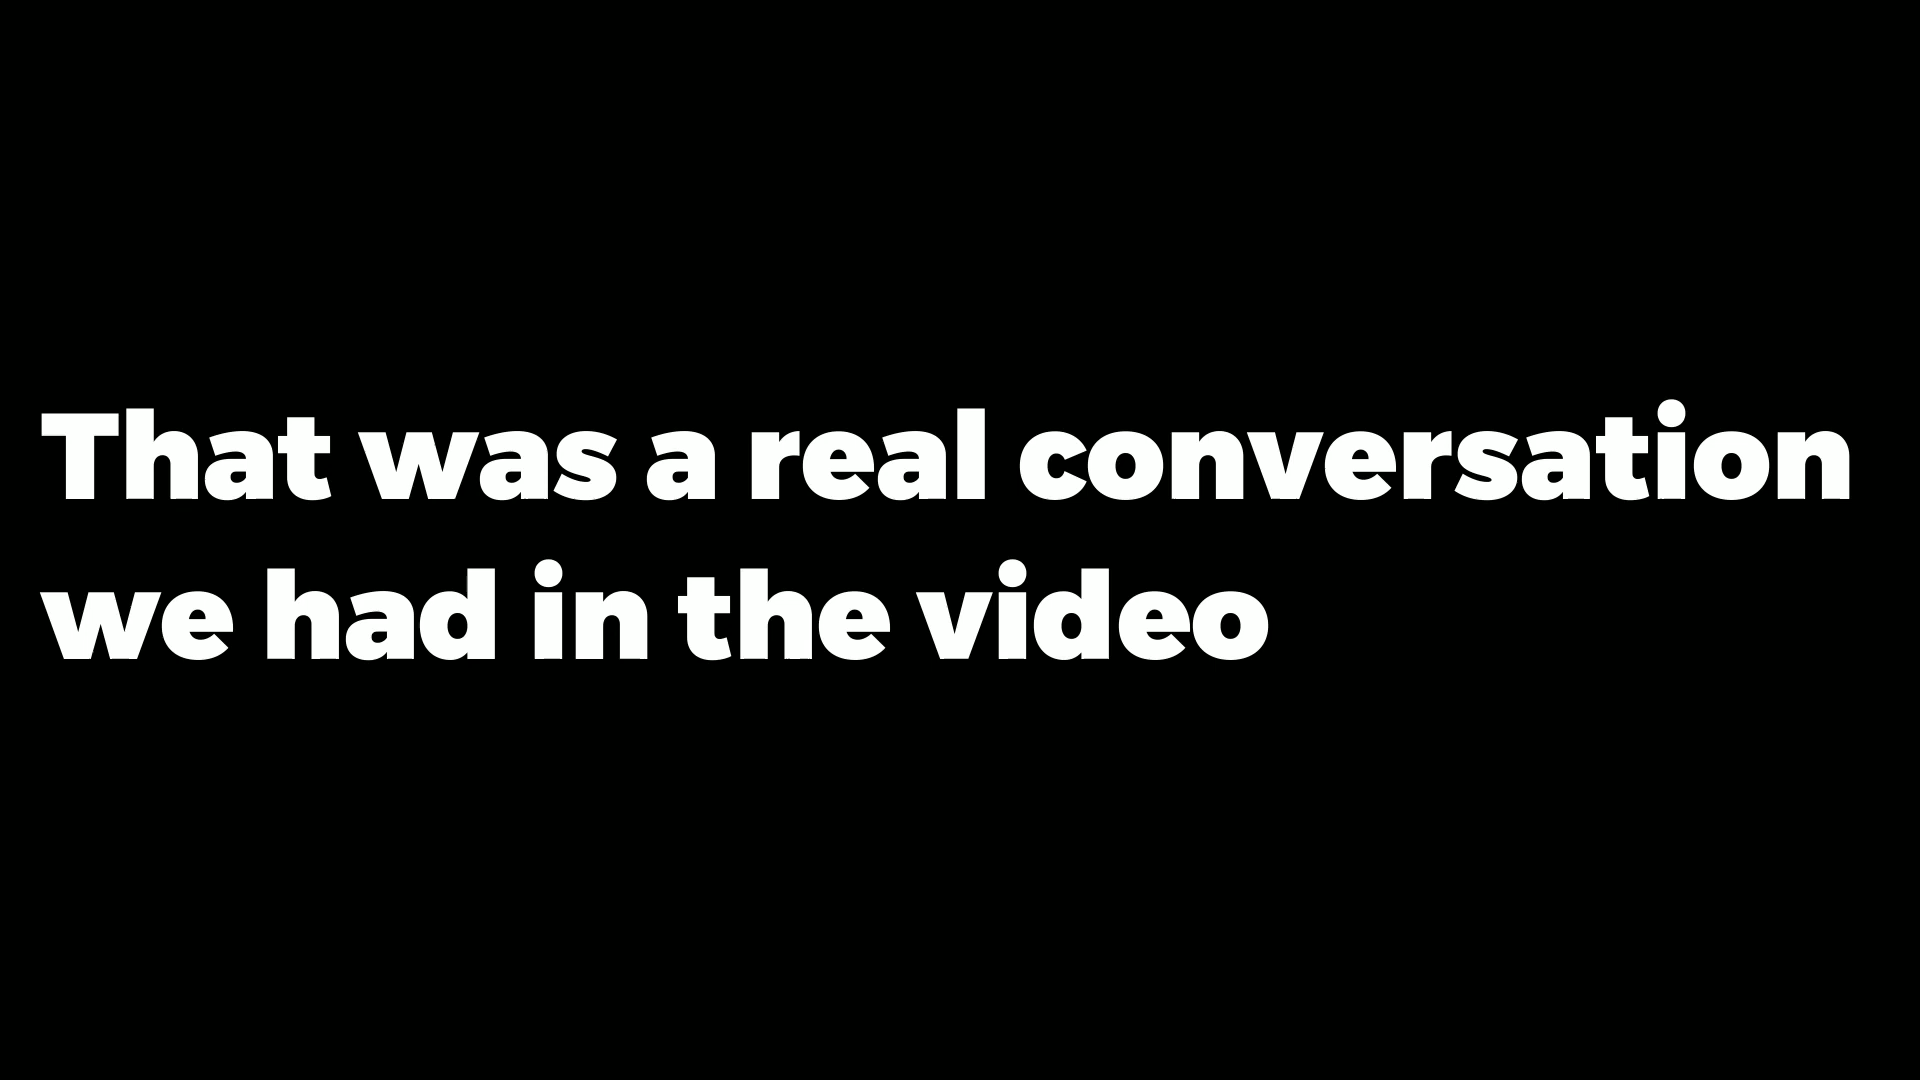 That was a real conversation
we had in the video